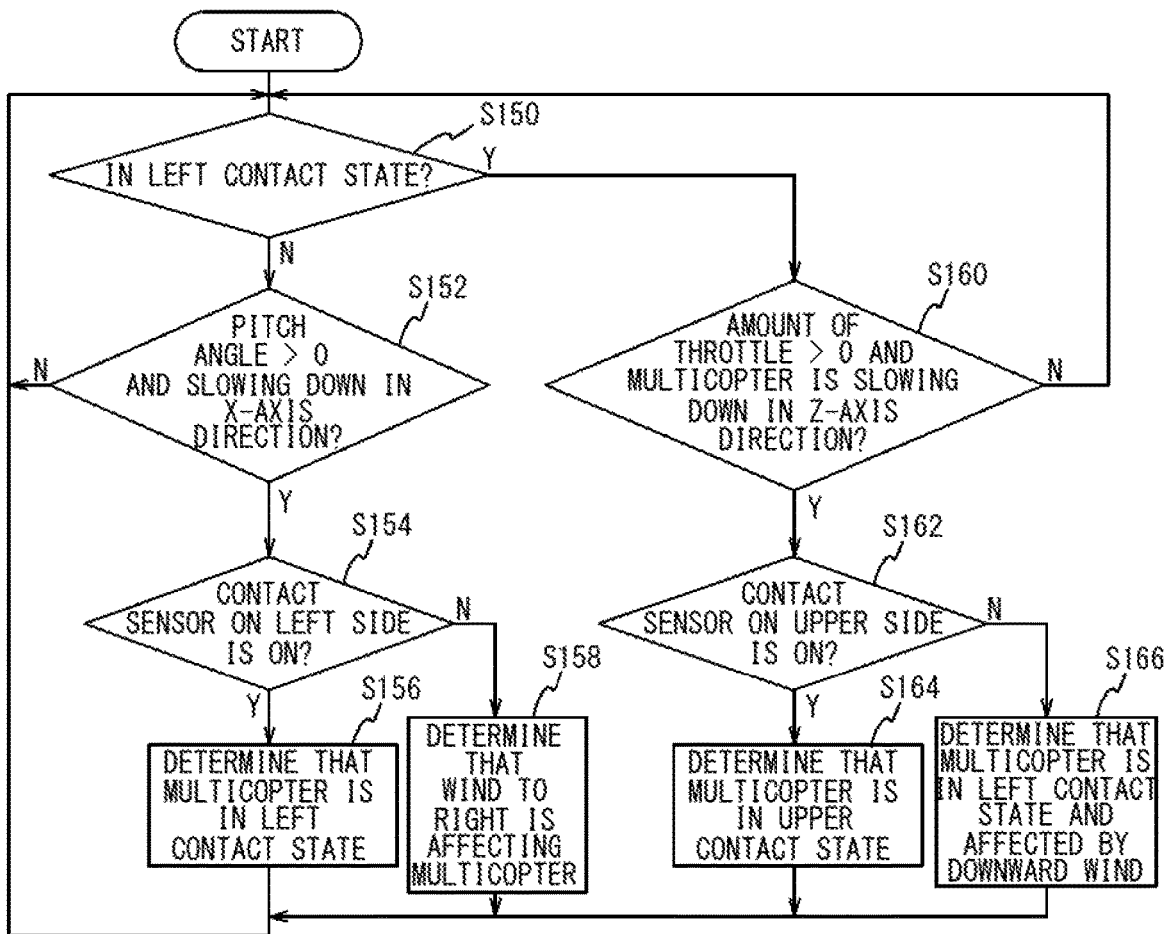 START
S150
IN LEFT CONTACT STATE?
Y
N
S152
PITCH
ANGLE > 0
AND SLOWING DOWN IN
X-AXIS
DIRECTION?
N
Y
S160
AMOUNT OF
THROTTLE > 0 AND
MULTICOPTER IS SLOWING
DOWN IN Z-AXIS
DIRECTION?
N
Y
S154
CONTACT
SENSOR ON LEFT SIDE
IS ON?
N
Y
S162
CONTACT
SENSOR ON UPPER SIDE
IS ON?
N
Y
S156
DETERMINE THAT
MULTICOPTER IS
IN LEFT
CONTACT STATE
S158
DETERMINE
THAT
WIND TO
RIGHT IS
AFFECTING
MULTICOPTER
S164
DETERMINE THAT
MULTICOPTER IS
IN UPPER
CONTACT STATE
S166
DETERMINE THAT
MULTICOPTER IS
IN LEFT CONTACT
STATE AND
AFFECTED BY
DOWNWARD WIND